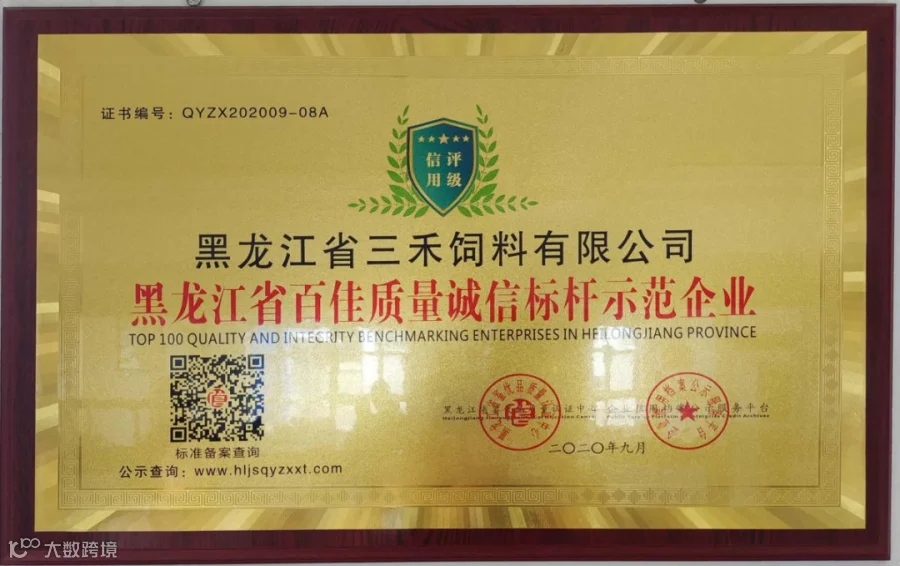 证书编号：QYZX202009-08A
★★★★★
信评
用级
黑龙江省三禾饲料有限公司
黑龙江省百佳质量诚信标杆示范企业
TOP 100 QUALITY AND INTEGRITY BENCHMARKING ENTERPRISES IN HEILONGJIANG PROVINCE
标准备案查询
公示查询：www.hljsqyzxxt.com
二〇二〇年九月
大数跨境